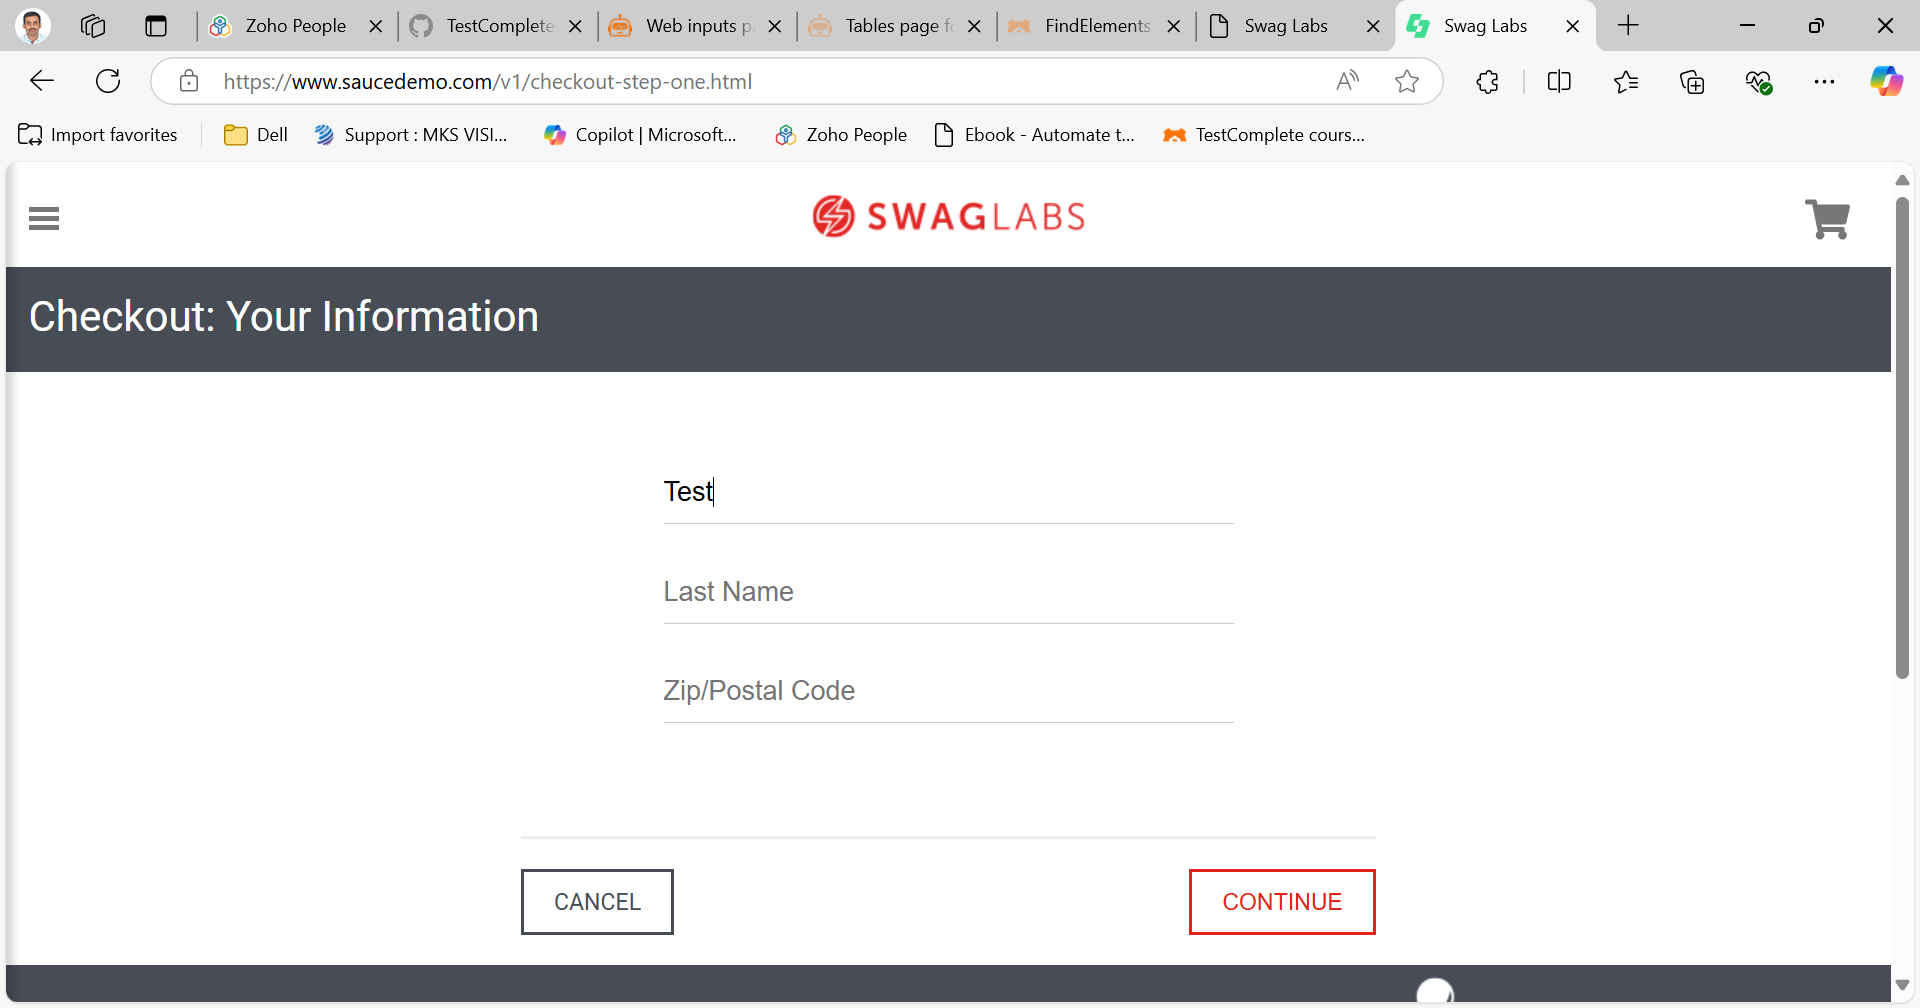 Zoho People
TestComplete
Web inputs p
Tables page f
FindElements
Swag Labs
Swag Labs
https://www.saucedemo.com/v1/checkout-step-one.html
Import favorites
Dell
Support : MKS VISI...
Copilot | Microsoft...
Zoho People
Ebook - Automate t...
TestComplete cours...
SWAGLABS
Checkout: Your Information
Test
Last Name
Zip/Postal Code
CANCEL
CONTINUE